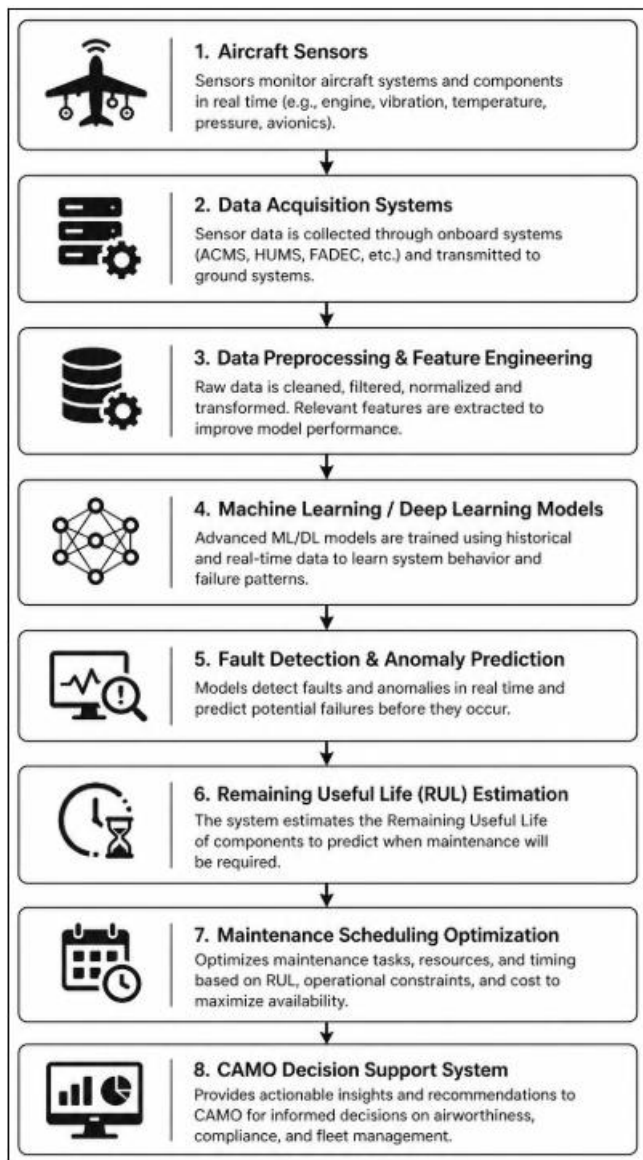 1. Aircraft Sensors
Sensors monitor aircraft systems and components
in real time (e.g., engine, vibration, temperature,
pressure, avionics).
2. Data Acquisition Systems
Sensor data is collected through onboard systems
(ACMS, HUMS, FADEC, etc.) and transmitted to
ground systems.
3. Data Preprocessing & Feature Engineering
Raw data is cleaned, filtered, normalized and
transformed. Relevant features are extracted to
improve model performance.
4. Machine Learning / Deep Learning Models
Advanced ML/DL models are trained using historical
and real-time data to learn system behavior and
failure patterns.
5. Fault Detection & Anomaly Prediction
Models detect faults and anomalies in real time and
predict potential failures before they occur.
6. Remaining Useful Life (RUL) Estimation
The system estimates the Remaining Useful Life
of components to predict when maintenance will
be required.
7. Maintenance Scheduling Optimization
Optimizes maintenance tasks, resources, and timing
based on RUL, operational constraints, and cost to
maximize availability.
8. CAMO Decision Support System
Provides actionable insights and recommendations to
CAMO for informed decisions on airworthiness,
compliance, and fleet management.